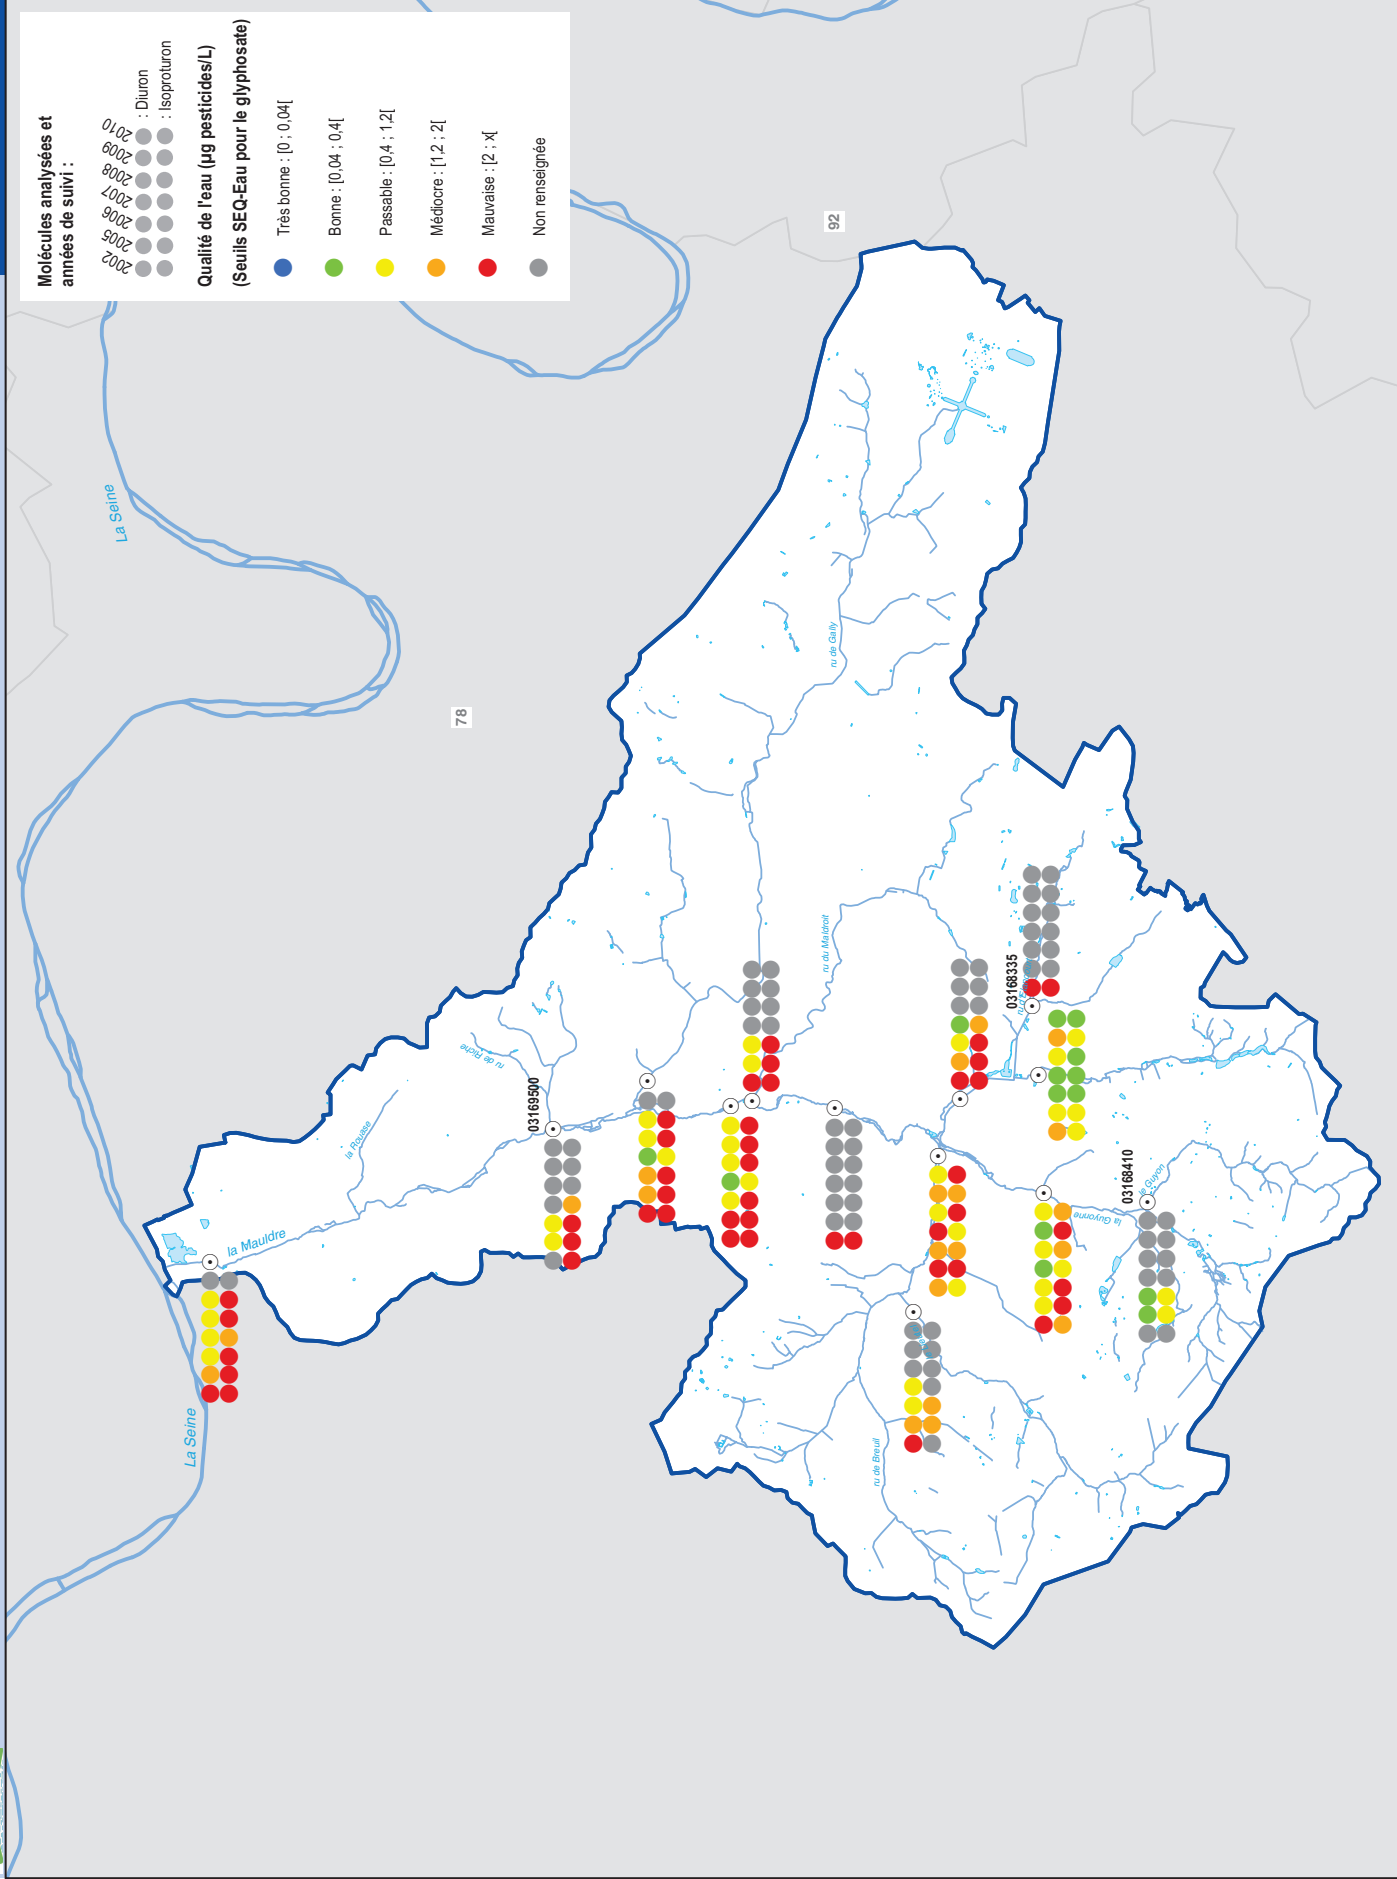 Molécules analysées et
années de suivi :
2002 2005 2006 2007 2008 2009 2010
: Diuron
: Isoproturon
Qualité de l'eau (µg pesticides/L)
(Seuils SEQ-Eau pour le glyphosate)
Très bonne : [0 ; 0,04[
Bonne : [0,04 ; 0,4[
Passable : [0,4 ; 1,2[
Médiocre : [1,2 ; 2[
Mauvaise : [2 ; x[
Non renseignée
La Seine
La Seine
78
92
la Mauldre
la Rouase
ru de Riche
03169500
ru de Gally
ru du Maldroit
03168335
03168410
le Guyon
la Guyonne
ru de Breuil